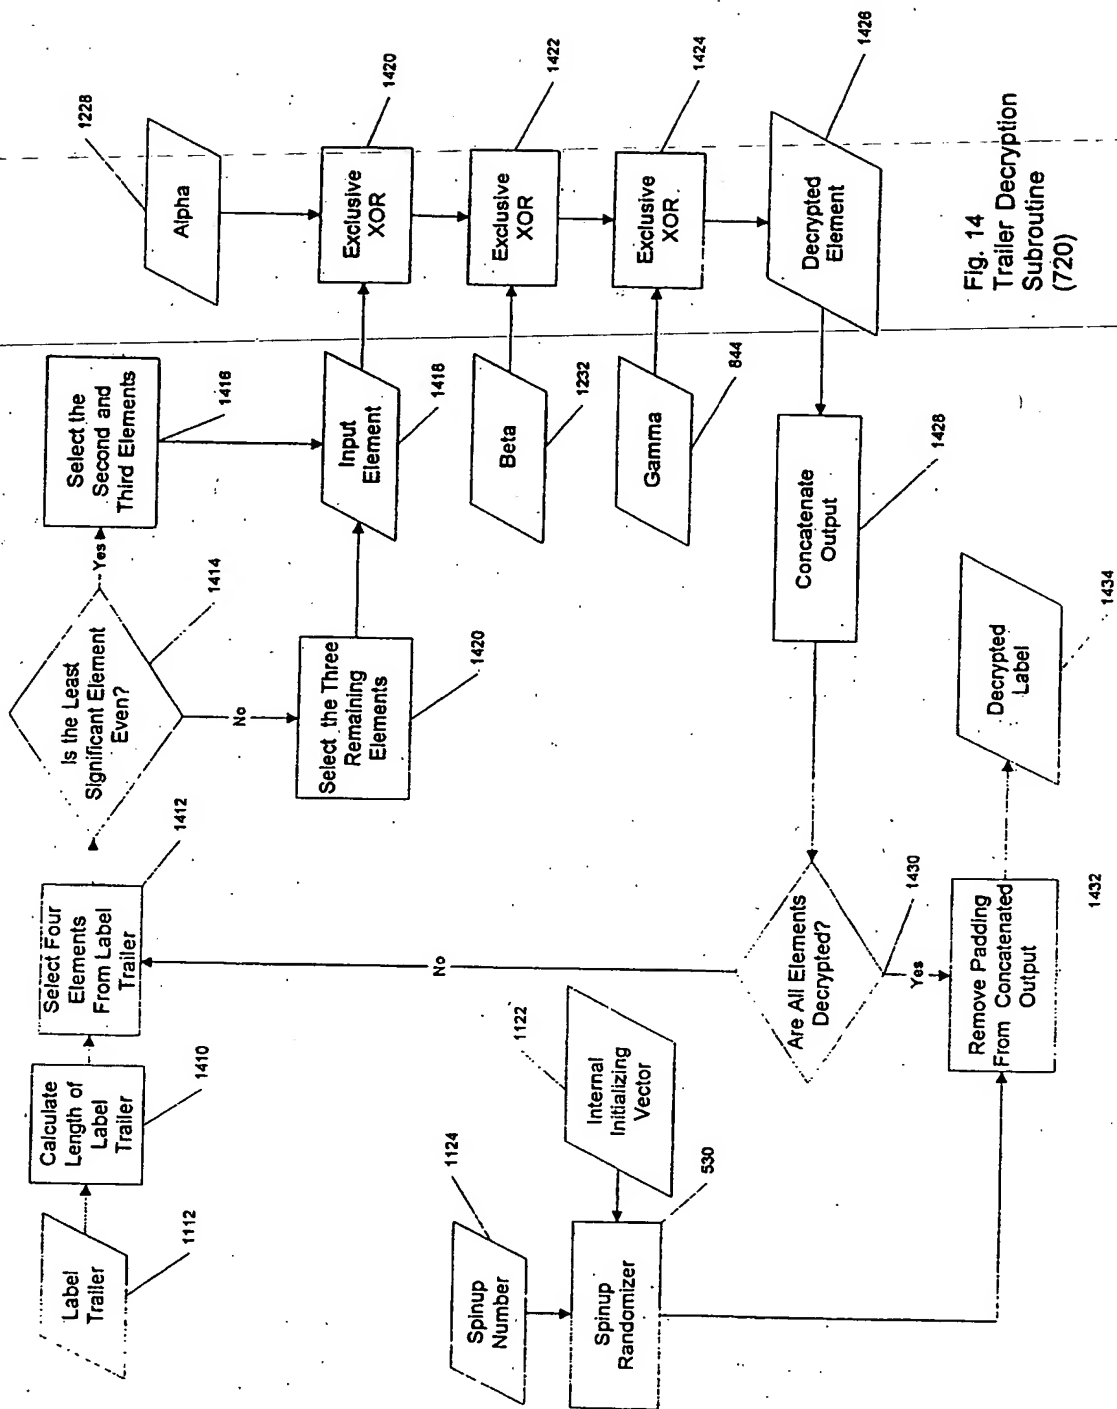 Label
Trailer
1112
Calculate
Length of
Label
Trailer
1410
Select Four
Elements
From Label
Trailer
1412
Is the Least
Significant Element
Even?
1414
Yes
Select the
Second and
Third Elements
1416
No
Select the Three
Remaining
Elements
1420
Input
Element
1418
Alpha
1228
Exclusive
XOR
1420
Beta
1232
Exclusive
XOR
1422
Gamma
844
Exclusive
XOR
1424
Decrypted
Element
1426
Concatenate
Output
1428
Are All Elements
Decrypted?
1430
No
Yes
Spinup
Number
1124
Internal
Initializing
Vector
1122
Spinup
Randomizer
530
Remove Padding
From Concatenated
Output
1432
Decrypted
Label
1434
Fig. 14
Trailer Decryption
Subroutine
(720)